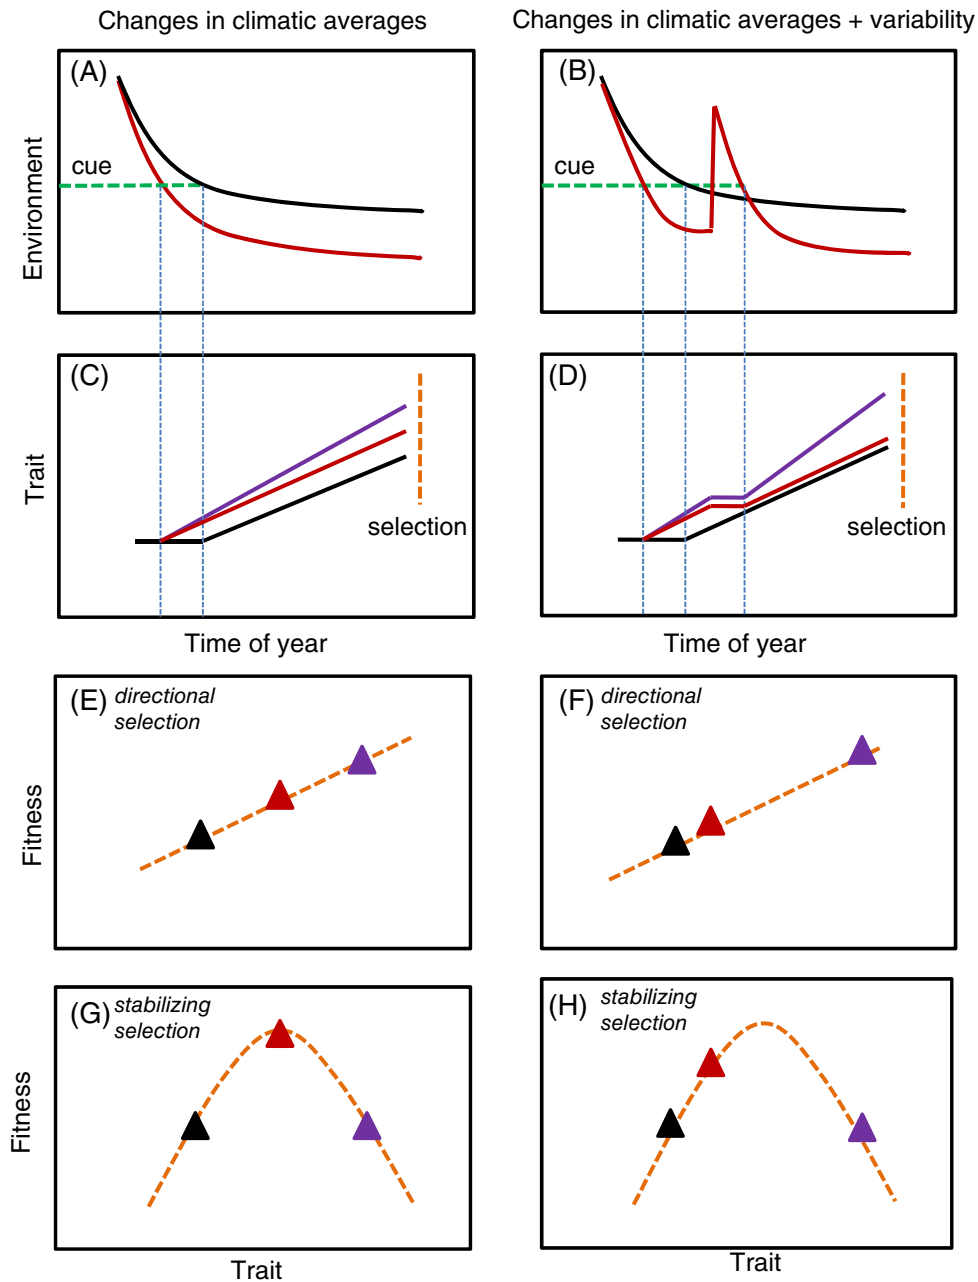 Changes in climatic averages
Changes in climatic averages + variability
(A)
cue
Environment
(B)
cue
(C)
selection
Trait
Time of year
(D)
selection
Time of year
(E) directional
selection
Fitness
(F) directional
selection
(G) stabilizing
selection
Fitness
Trait
(H) stabilizing
selection
Trait